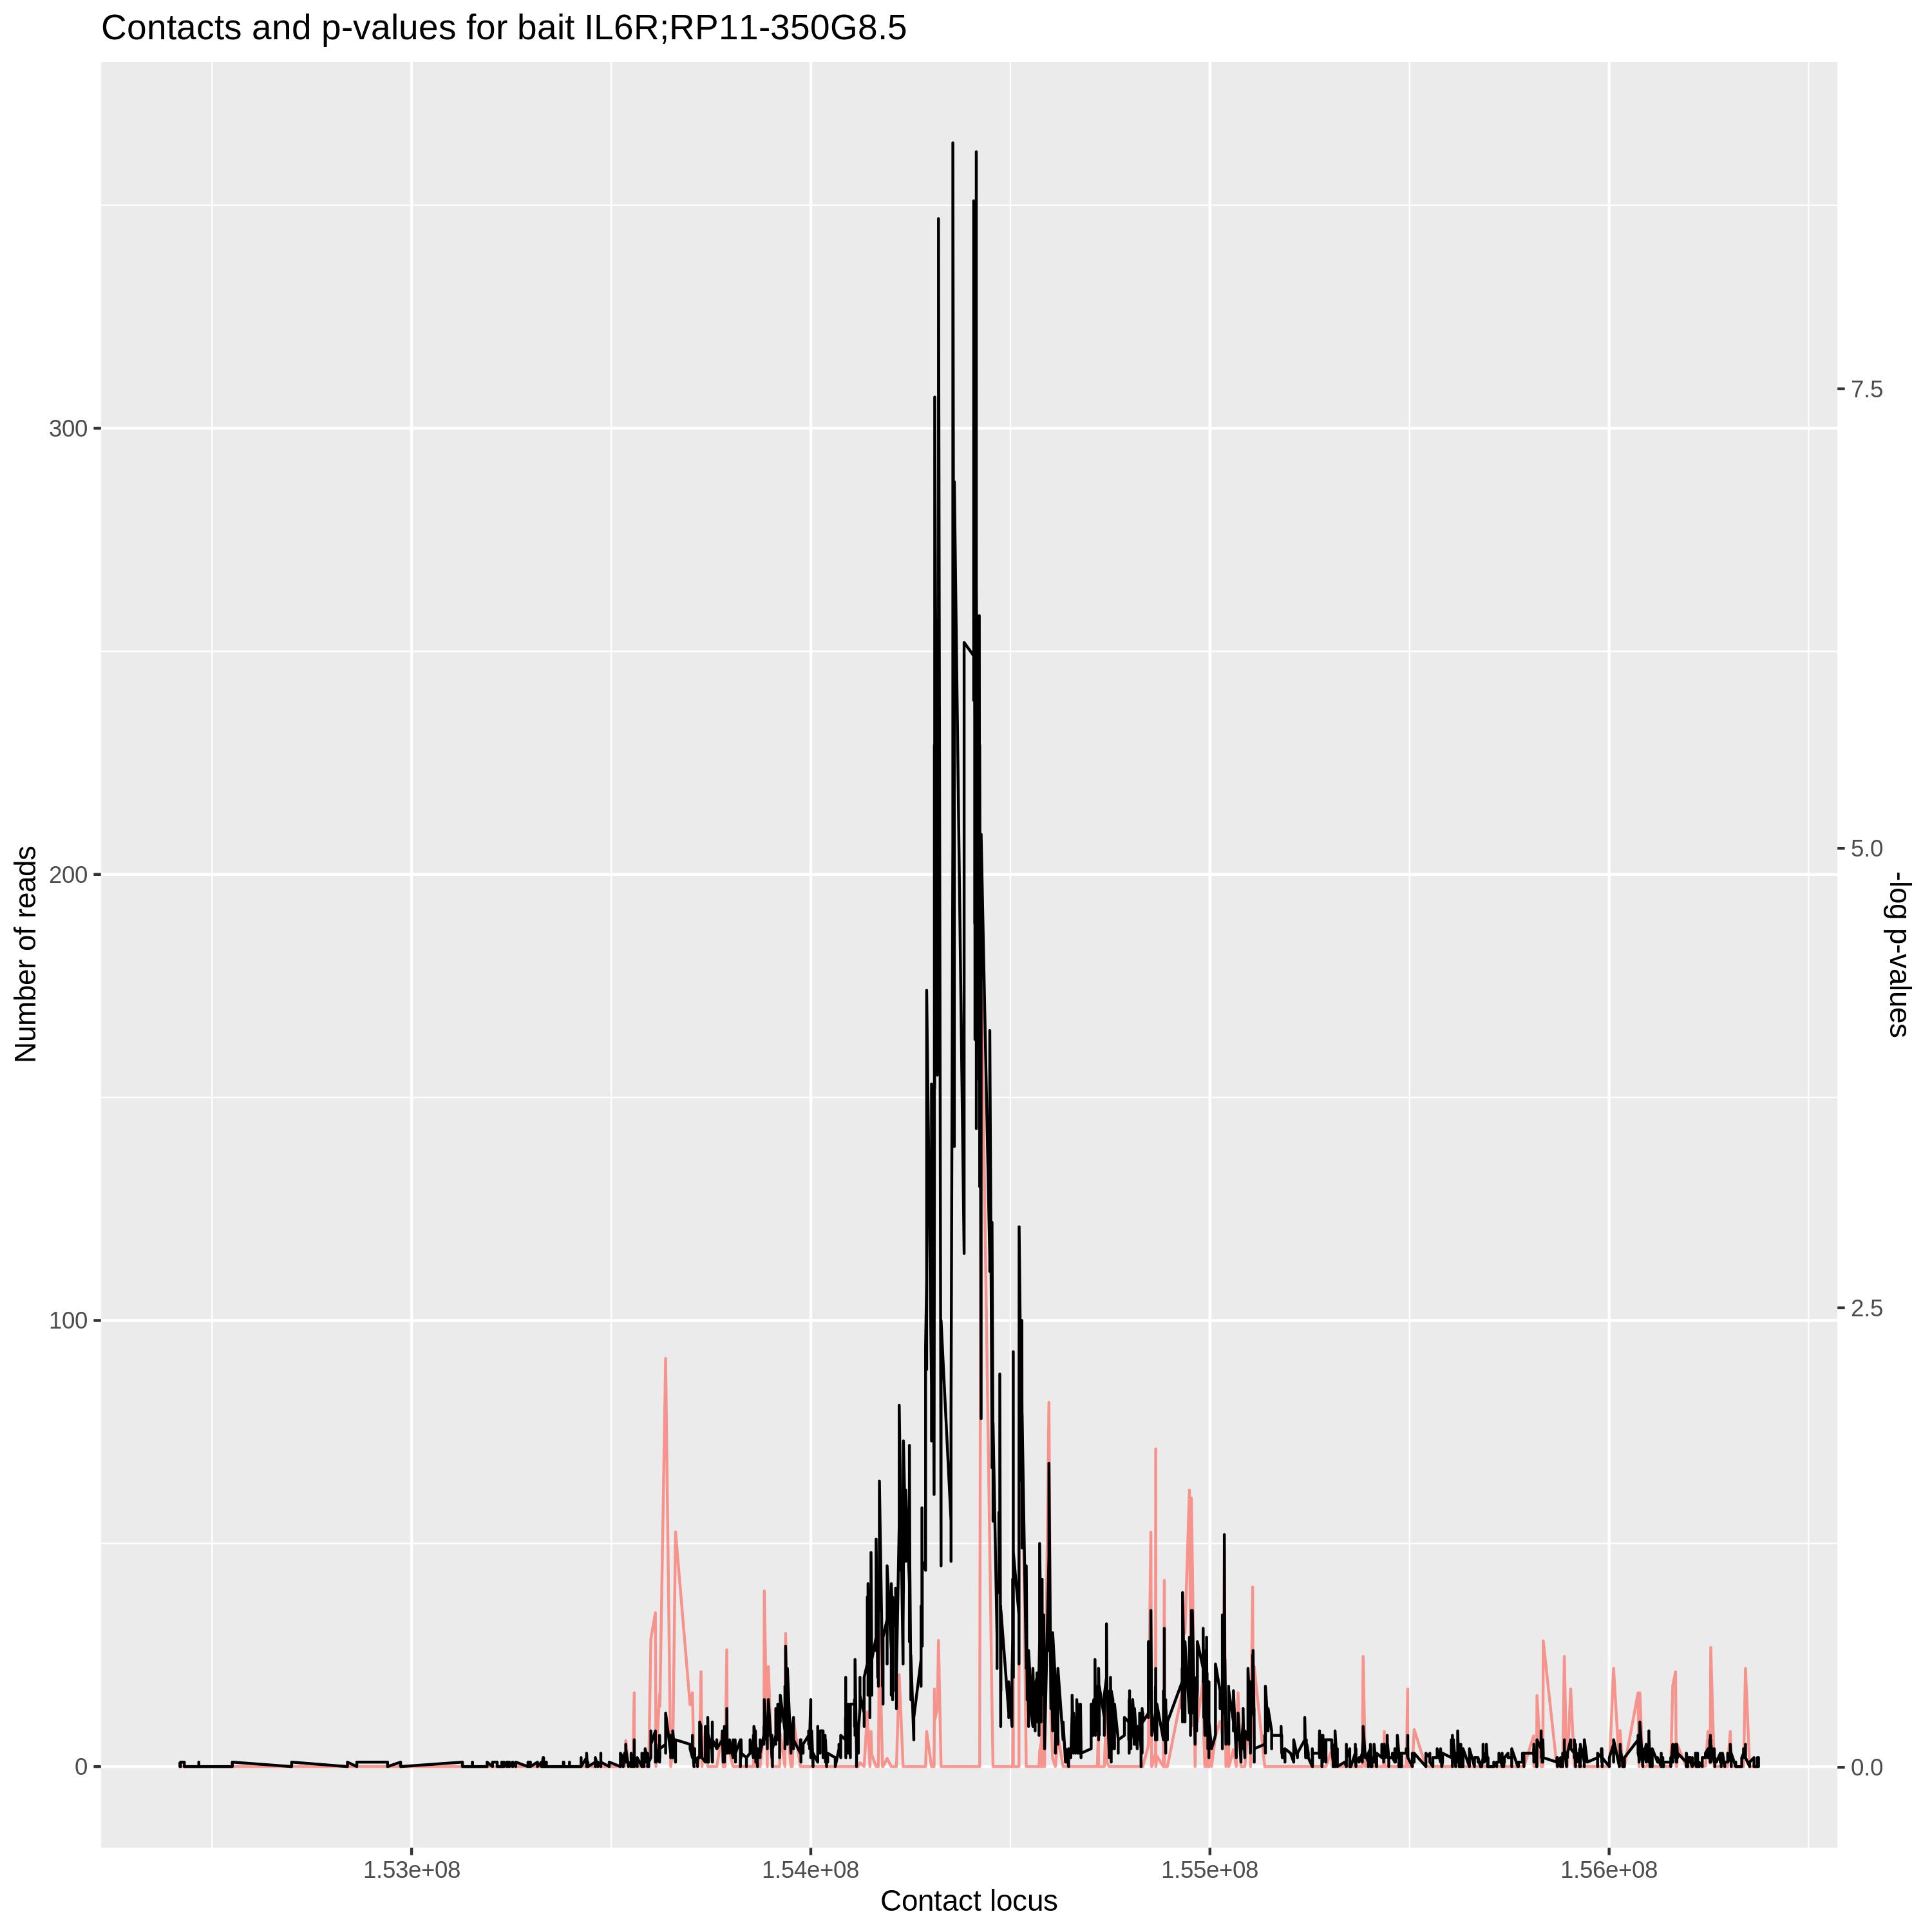 Contacts and p-values for bait IL6R;RP11-350G8.5
300
200
100
0
Number of reads
7.5
5.0
2.5
0.0
-log p-values
1.53e+08
1.54e+08
1.55e+08
1.56e+08
Contact locus